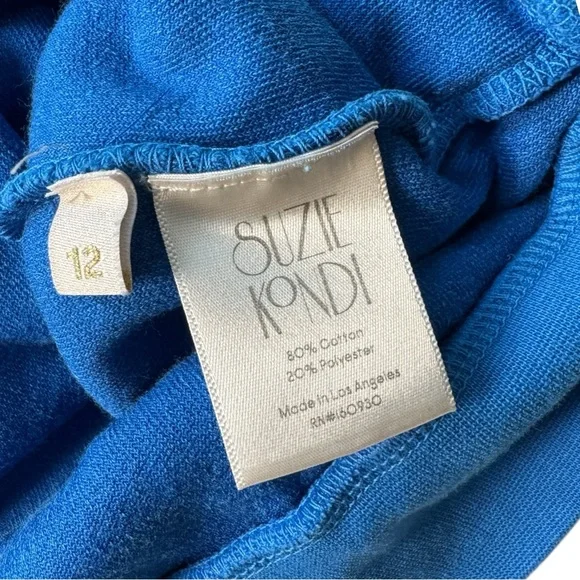 12
SUZIE
KONDI
80% Cotton
20% Polyester
Made in Los Angeles
RN#160930